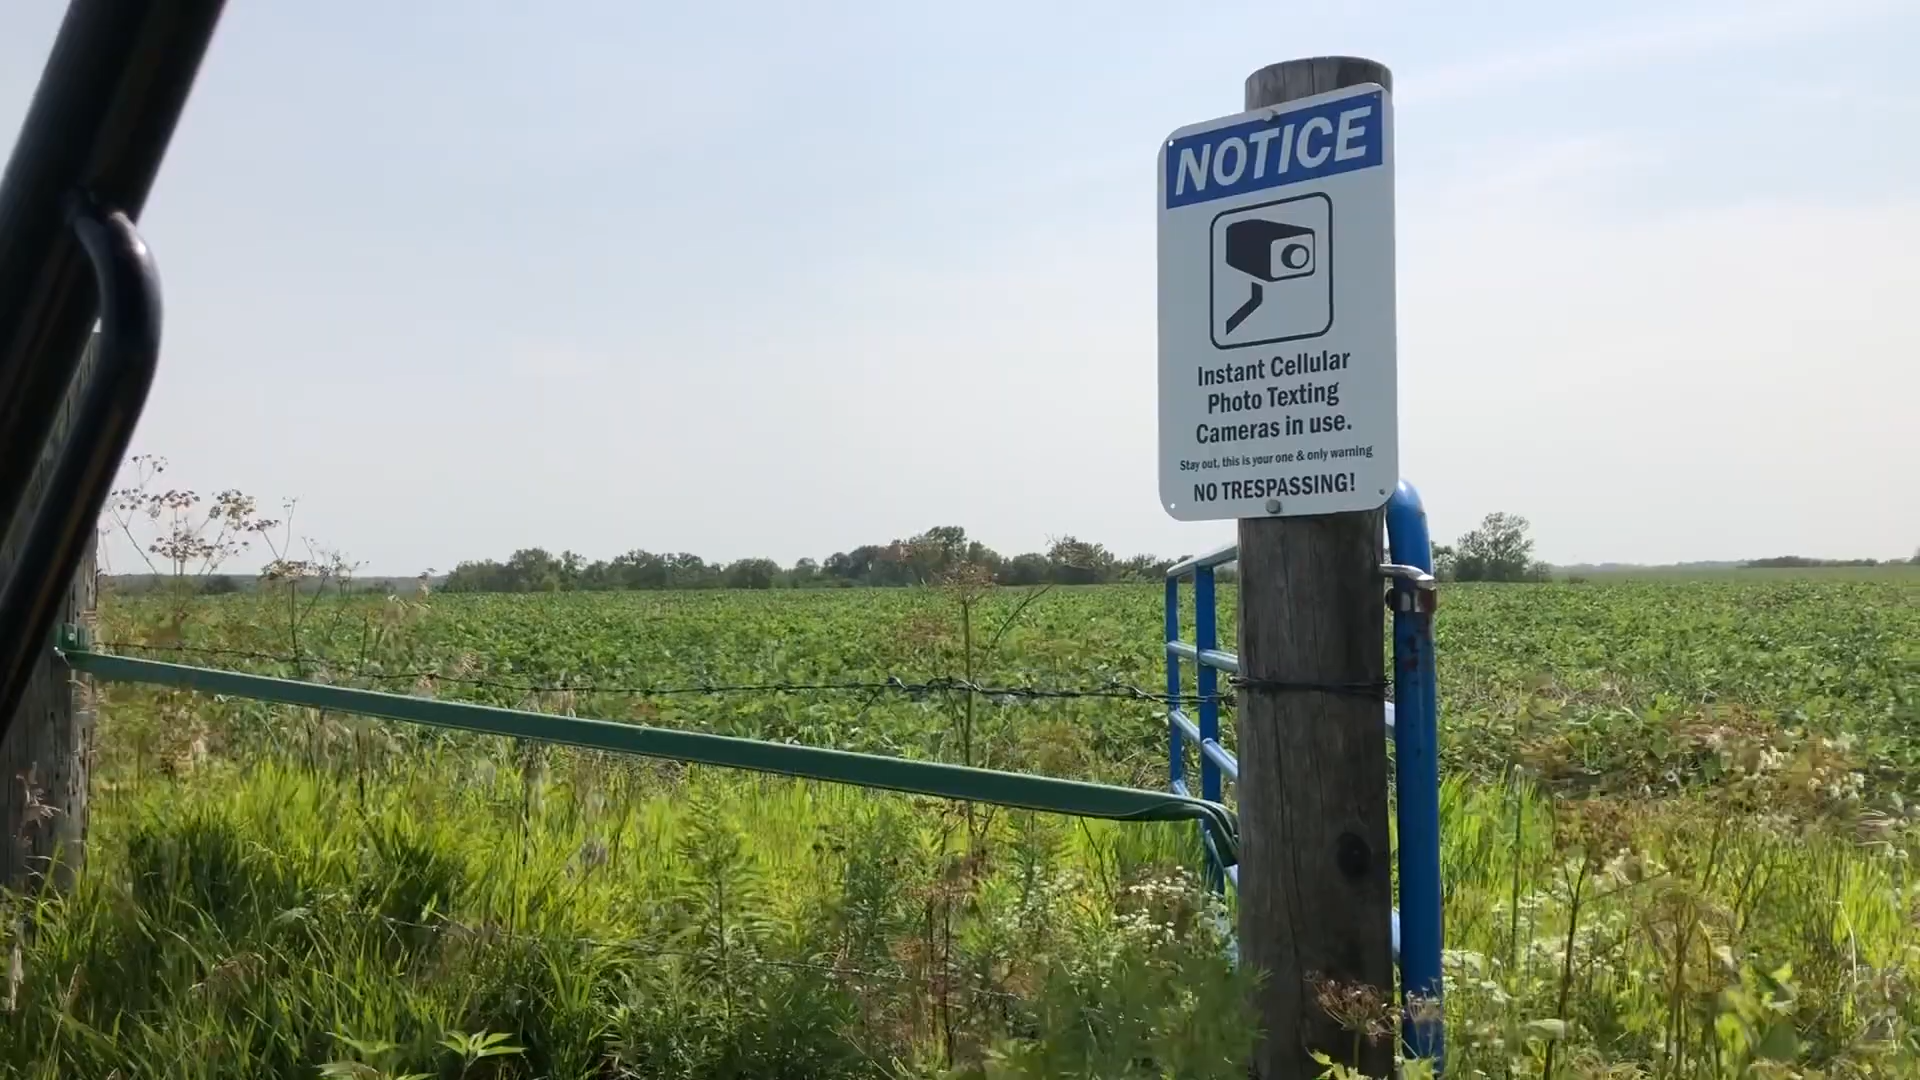 NOTICE
Instant Cellular
Photo Texting
Cameras in use.
Stay out, this is your one & only warning
NO TRESPASSING!